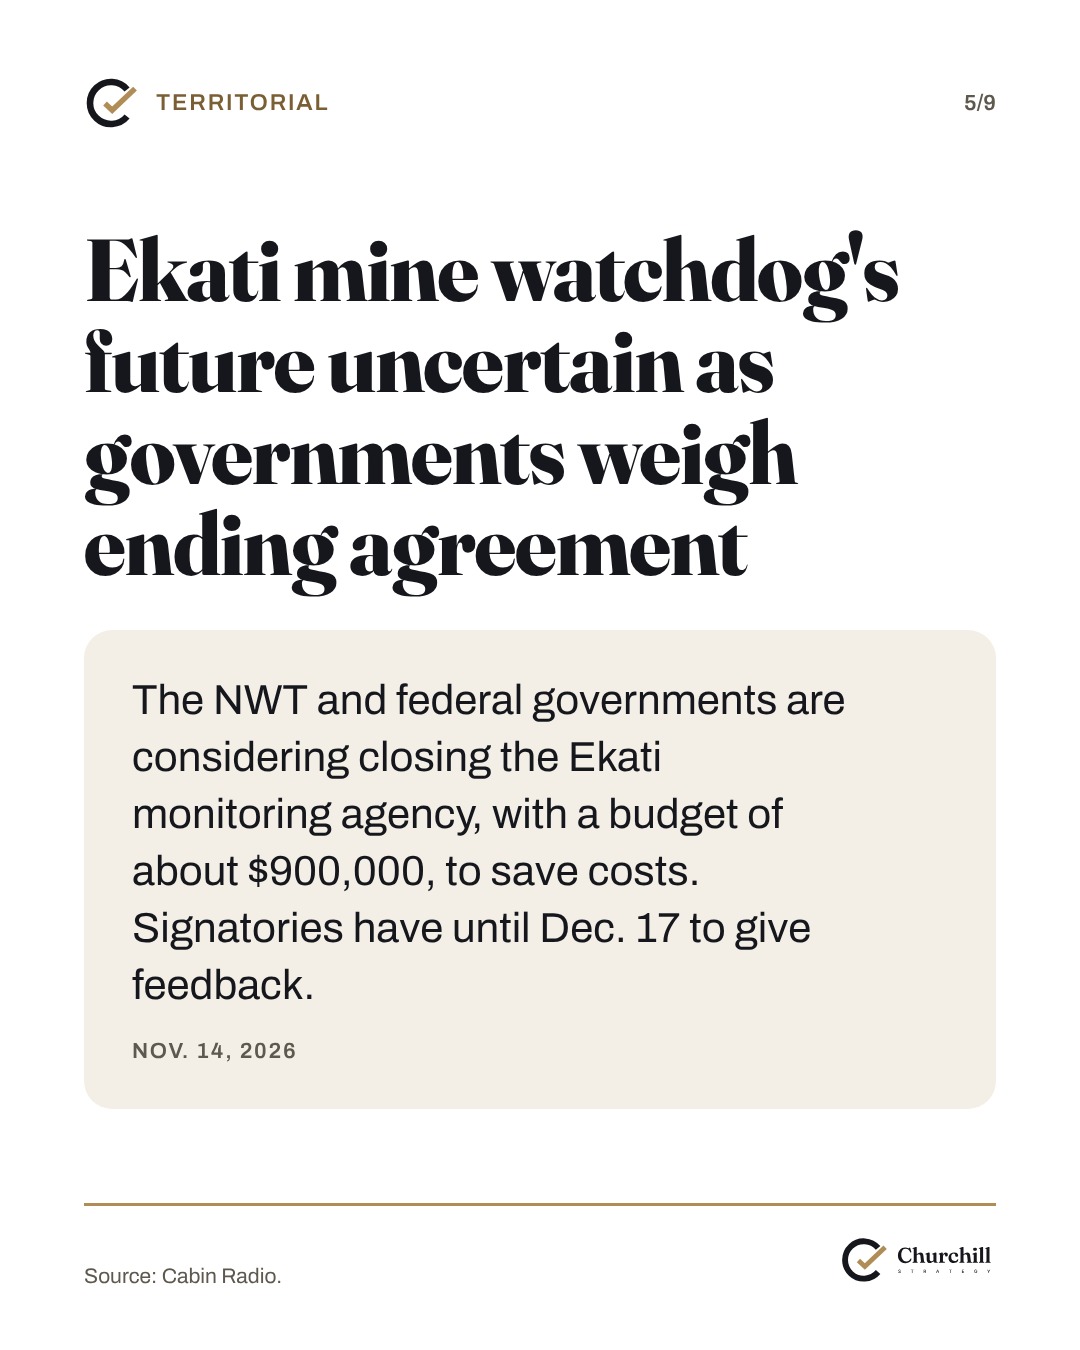 TERRITORIAL
5/9
Ekati mine watchdog's
future uncertain as
governments weigh
ending agreement
The NWT and federal governments are
considering closing the Ekati
monitoring agency, with a budget of
about $900,000, to save costs.
Signatories have until Dec. 17 to give
feedback.
NOV. 14, 2026
Source: Cabin Radio.
Churchill
STRATEGY